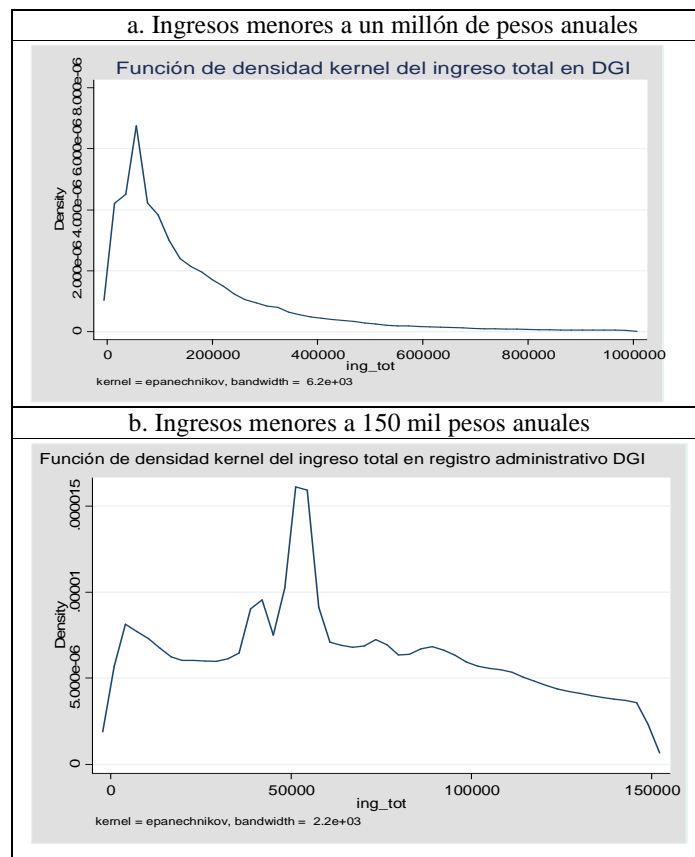 a. Ingresos menores a un millón de pesos anuales
Función de densidad kernel del ingreso total en DGI
Density
0 2.000e-06 4.000e-06 6.000e-06 8.000e-06
0 200000 400000 600000 800000 1000000
ing_tot
kernel = epanechnikov, bandwidth = 6.2e+03
b. Ingresos menores a 150 mil pesos anuales
Función de densidad kernel del ingreso total en registro administrativo DGI
Density
0 5.000e-06 .00001 .000015
0 50000 100000 150000
ing_tot
kernel = epanechnikov, bandwidth = 2.2e+03